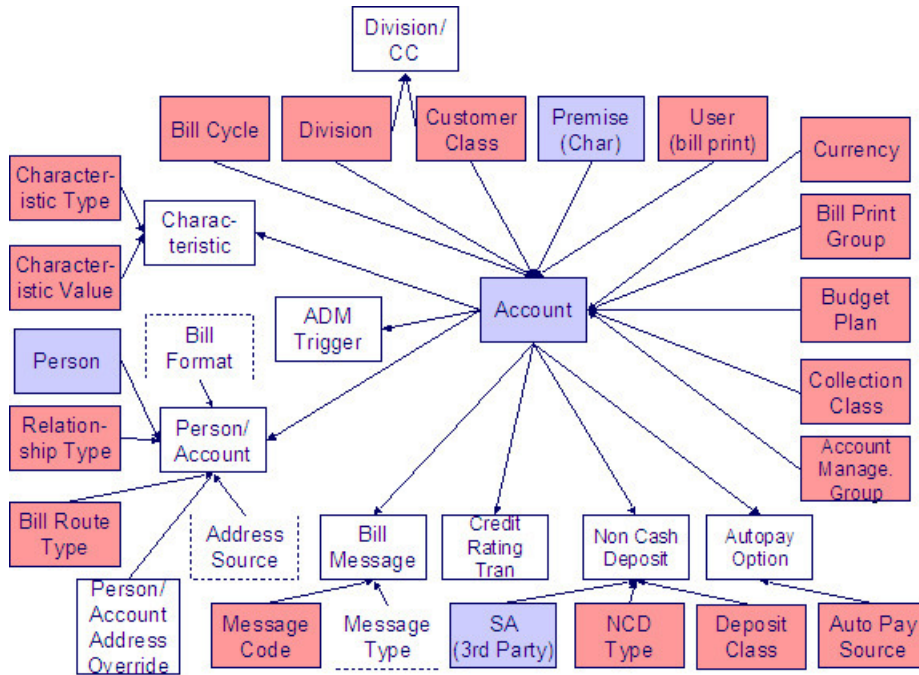 Division/
CC
Bill Cycle
Division
Customer
Class
Premise
(Char)
User
(bill print)
Currency
Character-
istic Type
Charac-
teristic
Bill Print
Group
Characteristic Value
ADM
Trigger
Account
Budget
Plan
Person
Bill
Format
Collection
Class
Relation-
ship Type
Person/
Account
Account
Manage.
Group
Bill Route
Type
Address
Source
Bill
Message
Credit
Rating
Tran
Non Cash
Deposit
Autopay
Option
Person/
Account
Address
Override
Message
Code
Message
Type
SA
(3rd Party)
NCD
Type
Deposit
Class
Auto Pay
Source